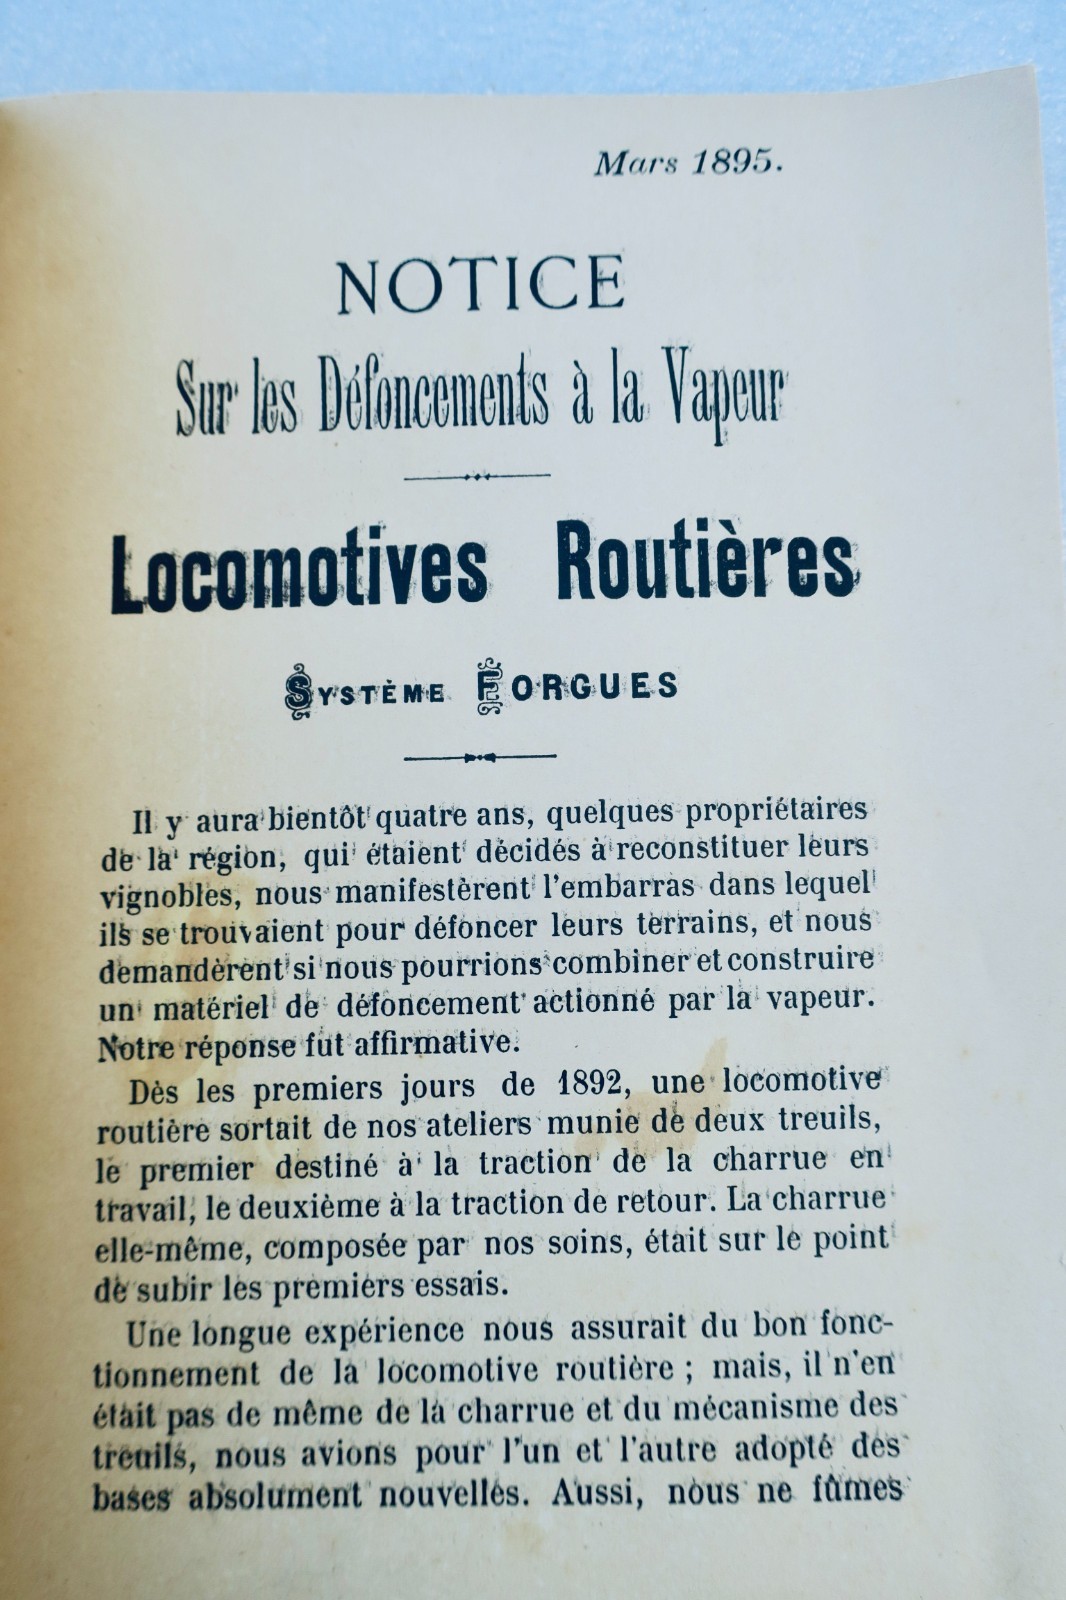 Mars 1895.
NOTICE
Sur les Défoncements à la Vapeur
Locomotives Routières
SYSTÈME FORGUES
Il y aura bientôt quatre ans, quelques propriétaires
de la région, qui étaient décidés à reconstituer leurs
vignobles, nous manifestèrent l'embarras dans lequel
ils se trouvaient pour défoncer leurs terrains, et nous
demandèrent si nous pourrions combiner et construire
un matériel de défoncement actionné par la vapeur.
Notre réponse fut affirmative.
Dès les premiers jours de 1892, une locomotive
routière sortait de nos ateliers munie de deux treuils,
le premier destiné à la traction de la charrue en
travail, le deuxième à la traction de retour. La charrue
elle-même, composée par nos soins, était sur le point
de subir les premiers essais.
Une longue expérience nous assurait du bon fonc-
tionnement de la locomotive routière ; mais, il n'en
était pas de même de la charrue et du mécanisme des
treuils, nous avions pour l'un et l'autre adopté des
bases absolument nouvelles. Aussi, nous ne fûmes